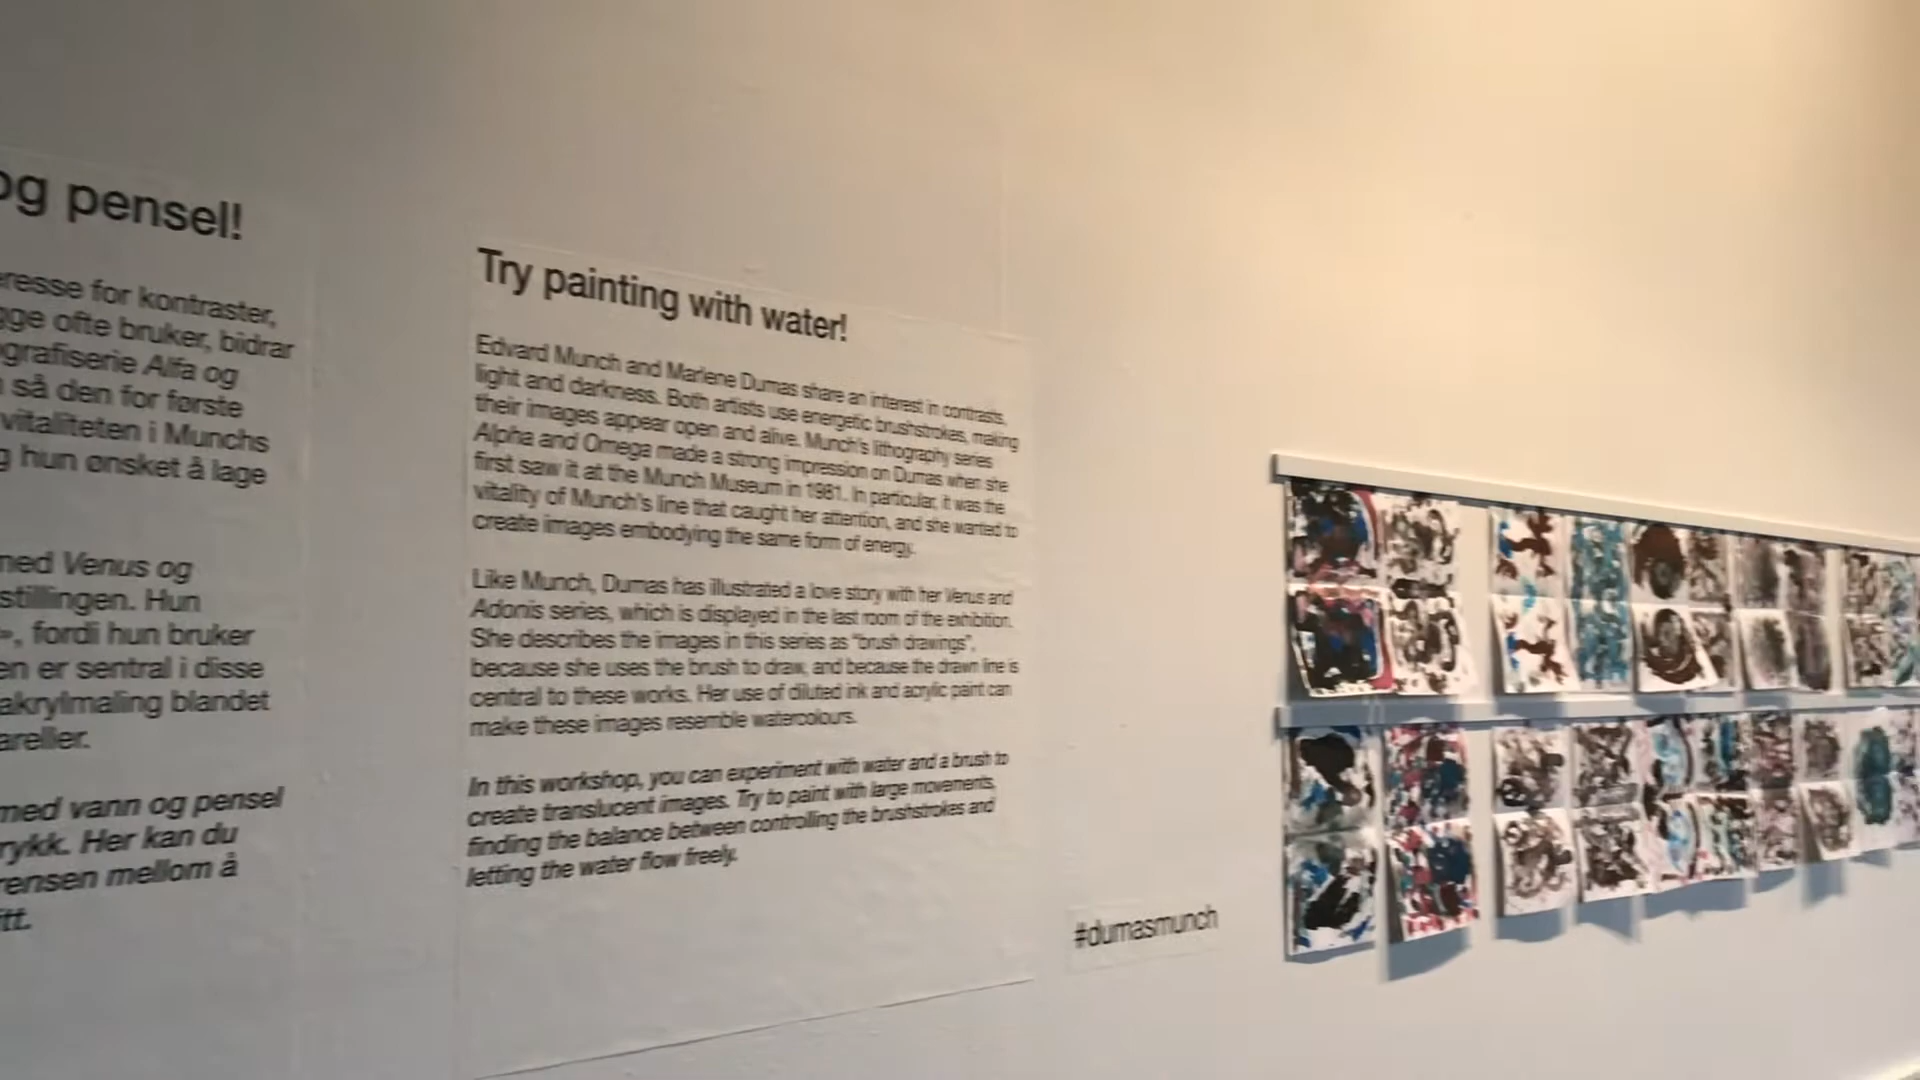 og pensel!
resse for kontraster,
gge ofte bruker, bidrar
grafiserie Alfa og
så den for første
vitaliteten i Munchs
g hun ønsket å lage
med Venus og
stillingen. Hun
», fordi hun bruker
en er sentral i disse
akrylmaling blandet
areller.
med vann og pensel
rykk. Her kan du
rensen mellom å
itt.
Try painting with water!
Edvard Munch and Marlene Dumas share an interest in contrasts,
light and darkness. Both artists use energetic brushstrokes, making
their images appear open and alive. Munch's lithography series
Alpha and Omega made a strong impression on Dumas when she
first saw it at the Munch Museum in 1981. In particular, it was the
vitality of Munch's line that caught her attention, and she wanted to
create images embodying the same form of energy.
Like Munch, Dumas has illustrated a love story with her Venus and
Adonis series, which is displayed in the last room of the exhibition.
She describes the images in this series as "brush drawings",
because she uses the brush to draw, and because the drawn line is
central to these works. Her use of diluted ink and acrylic paint can
make these images resemble watercolours.
In this workshop, you can experiment with water and a brush to
create translucent images. Try to paint with large movements,
finding the balance between controlling the brushstrokes and
letting the water flow freely.
#dumasmunch